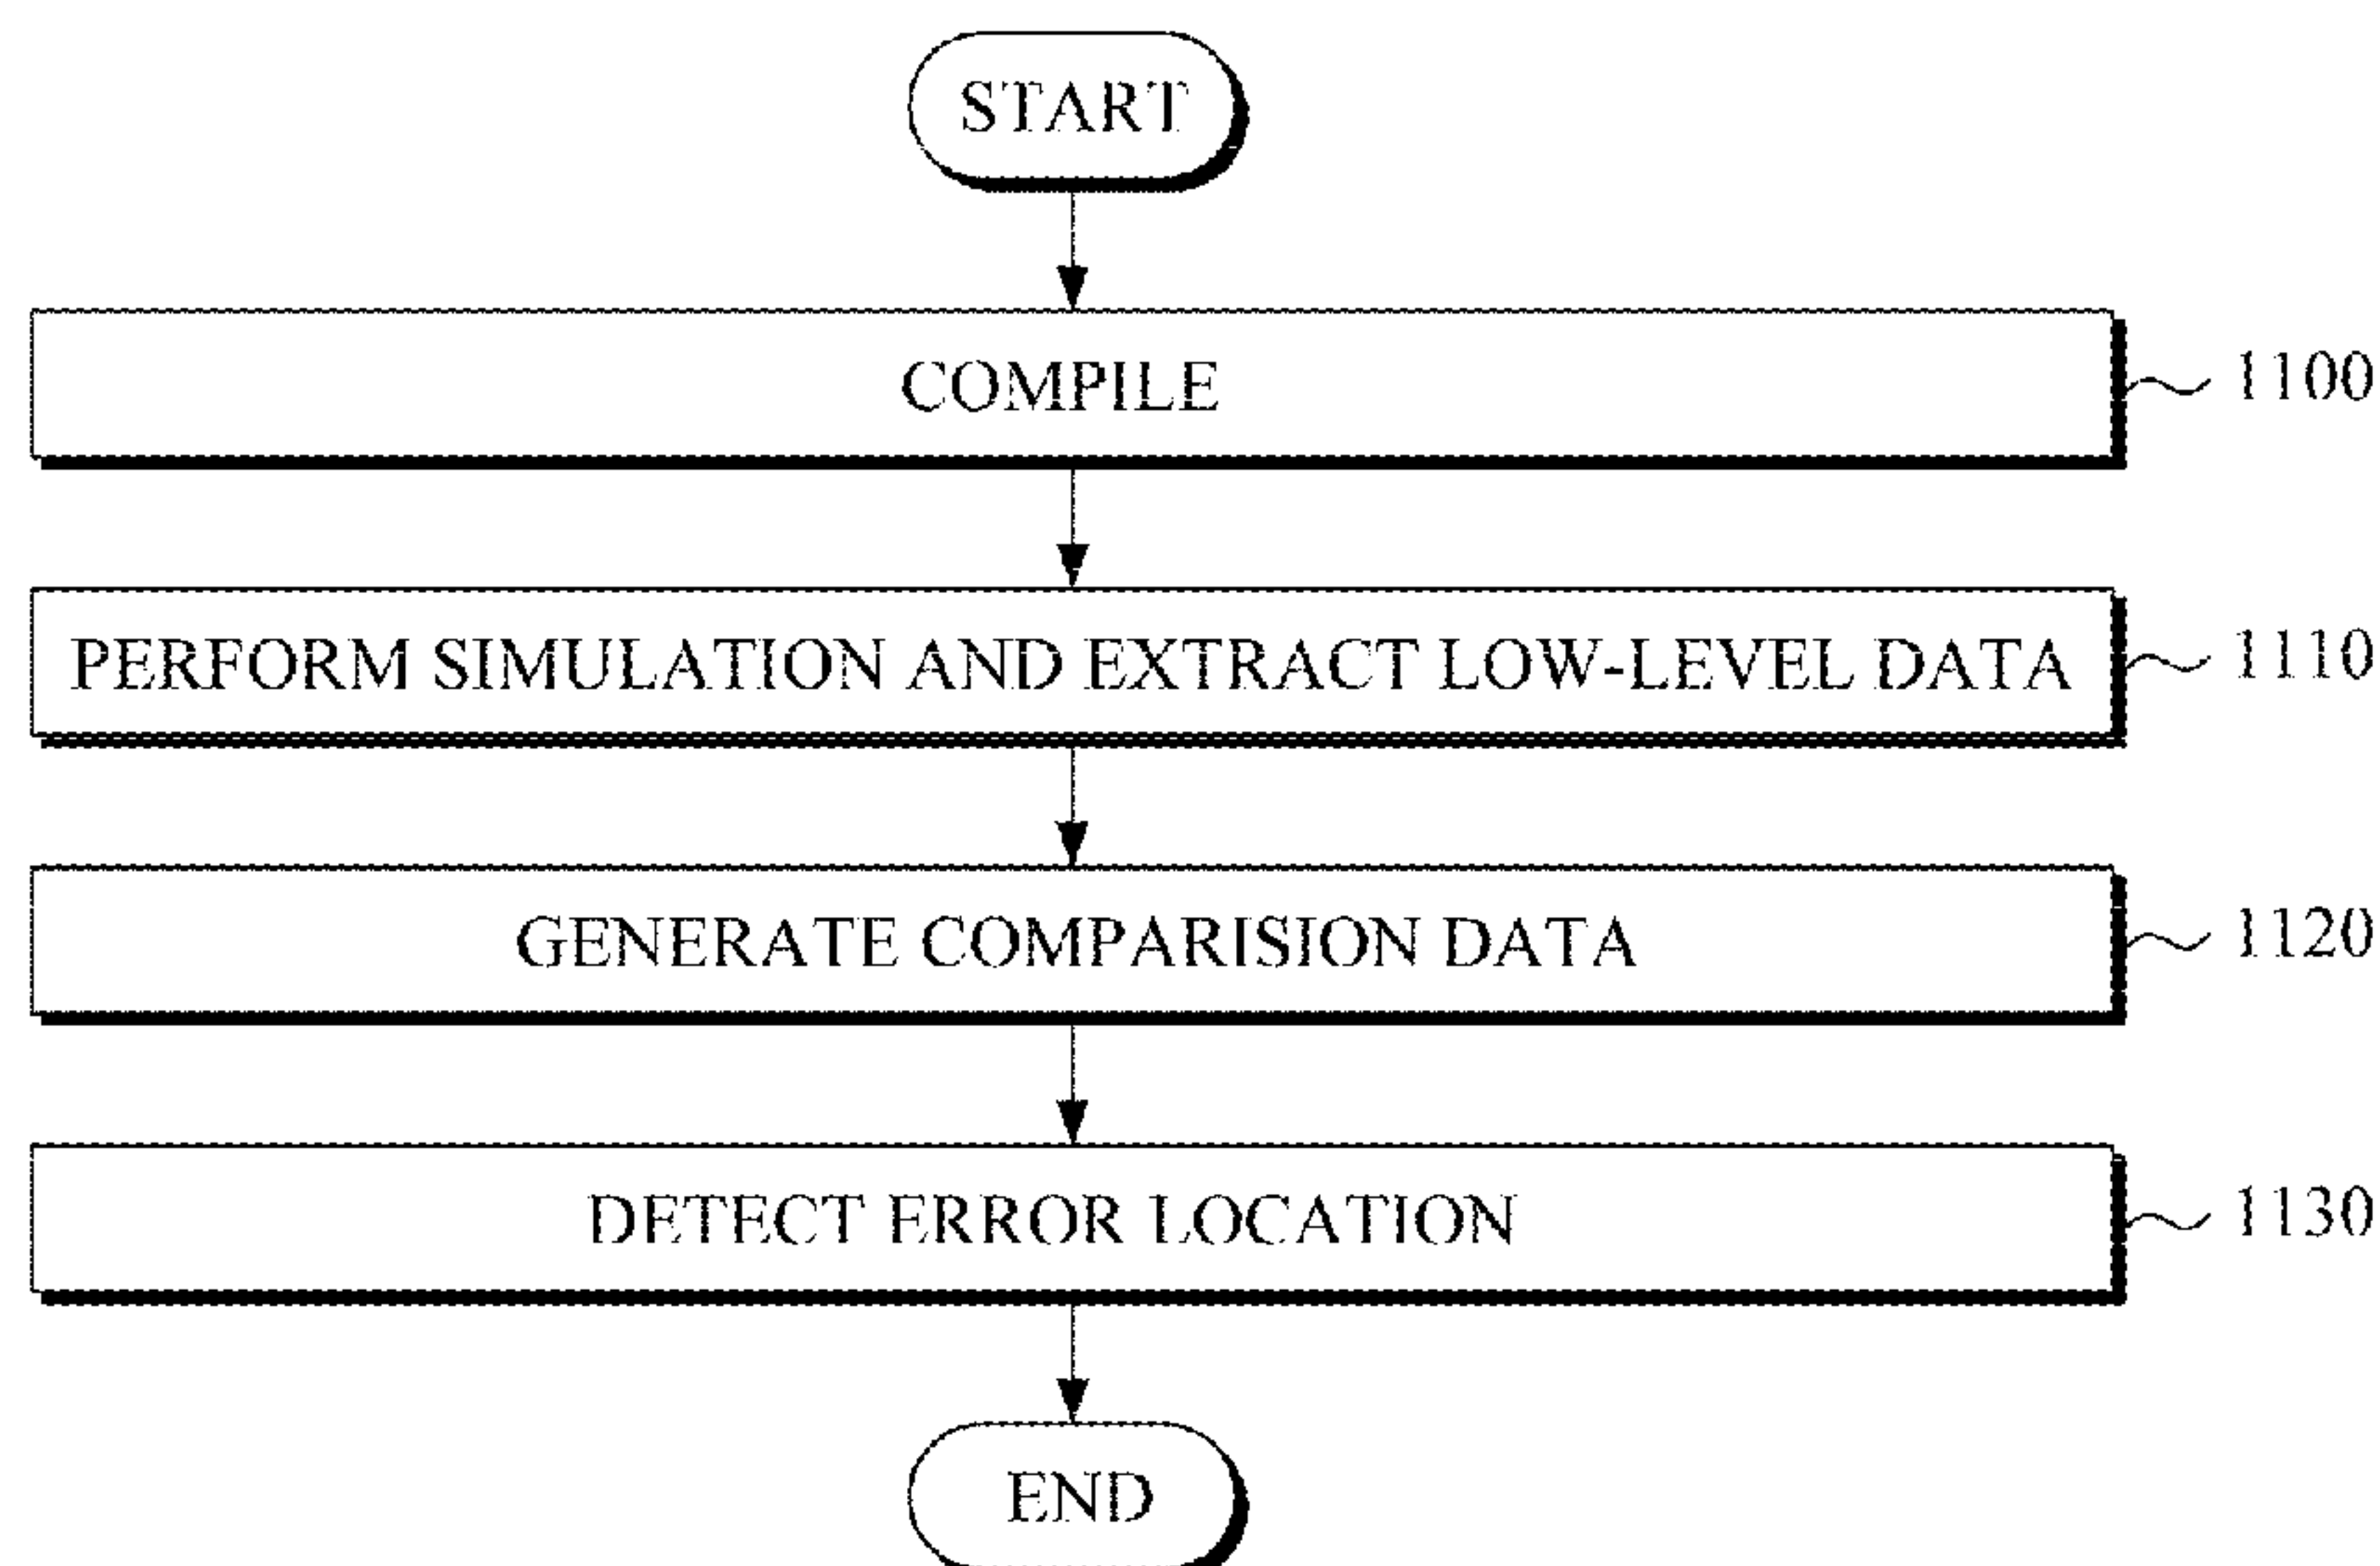 START
COMPILE
1100
PERFORM SIMULATION AND EXTRACT LOW-LEVEL DATA
1110
GENERATE COMPARISION DATA
1120
DETECT ERROR LOCATION
1130
END